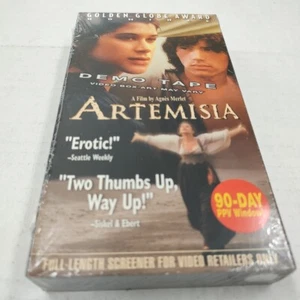 GOLDEN GLOBE AWARD
DEMO TAPE
VIDEO BOX ART MAY VARY
A Film by Agnès Merlet
ARTEMISIA
"Erotic!"
-Seattle Weekly
"Two Thumbs Up,
Way Up!"
-Siskel & Ebert
90-DAY
PPV Window
FULL-LENGTH SCREENER FOR VIDEO RETAILERS ONLY